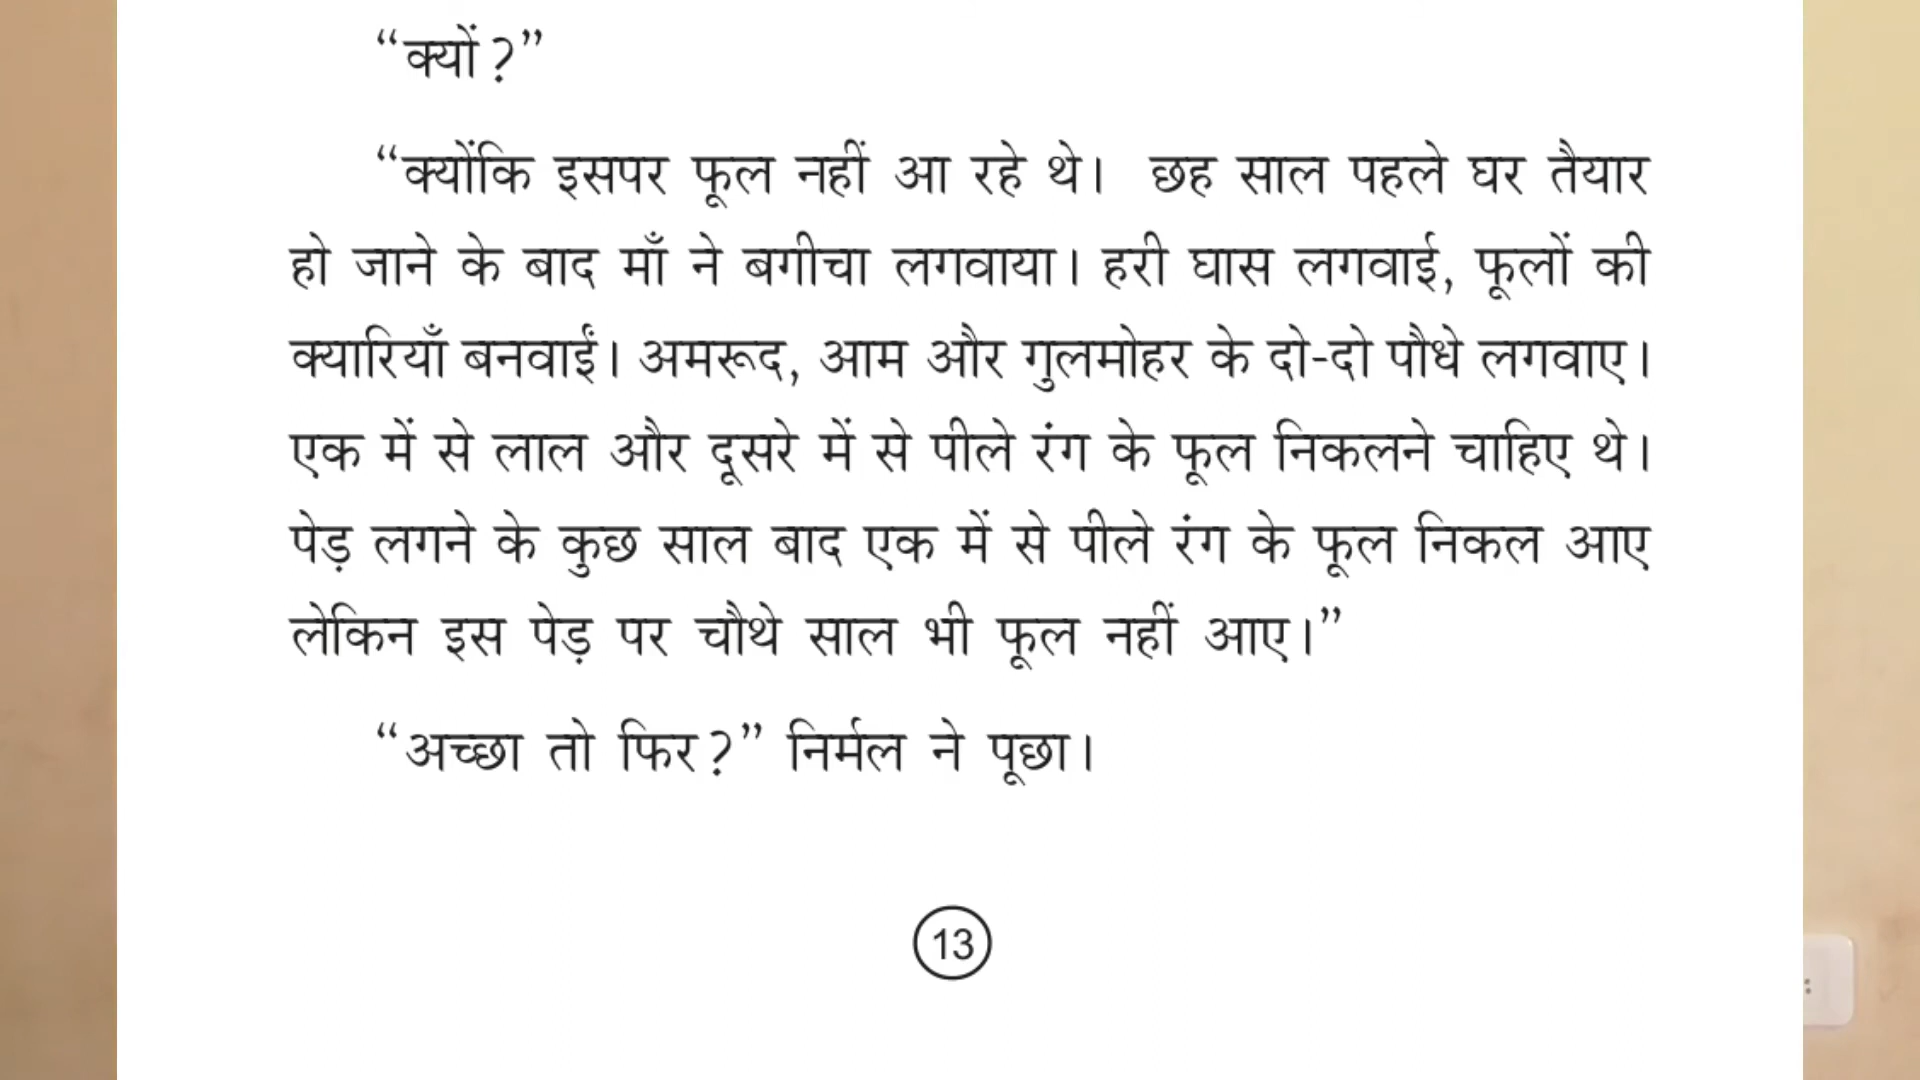 “क्यों?”
“क्योंकि इसपर फूल नहीं आ रहे थे। छह साल पहले घर तैयार
हो जाने के बाद माँ ने बगीचा लगवाया। हरी घास लगवाई, फूलों की
क्यारियाँ बनवाईं। अमरूद, आम और गुलमोहर के दो-दो पौधे लगवाए।
एक में से लाल और दूसरे में से पीले रंग के फूल निकलने चाहिए थे।
पेड़ लगने के कुछ साल बाद एक में से पीले रंग के फूल निकल आए
लेकिन इस पेड़ पर चौथे साल भी फूल नहीं आए।”
“अच्छा तो फिर?” निर्मल ने पूछा।
13